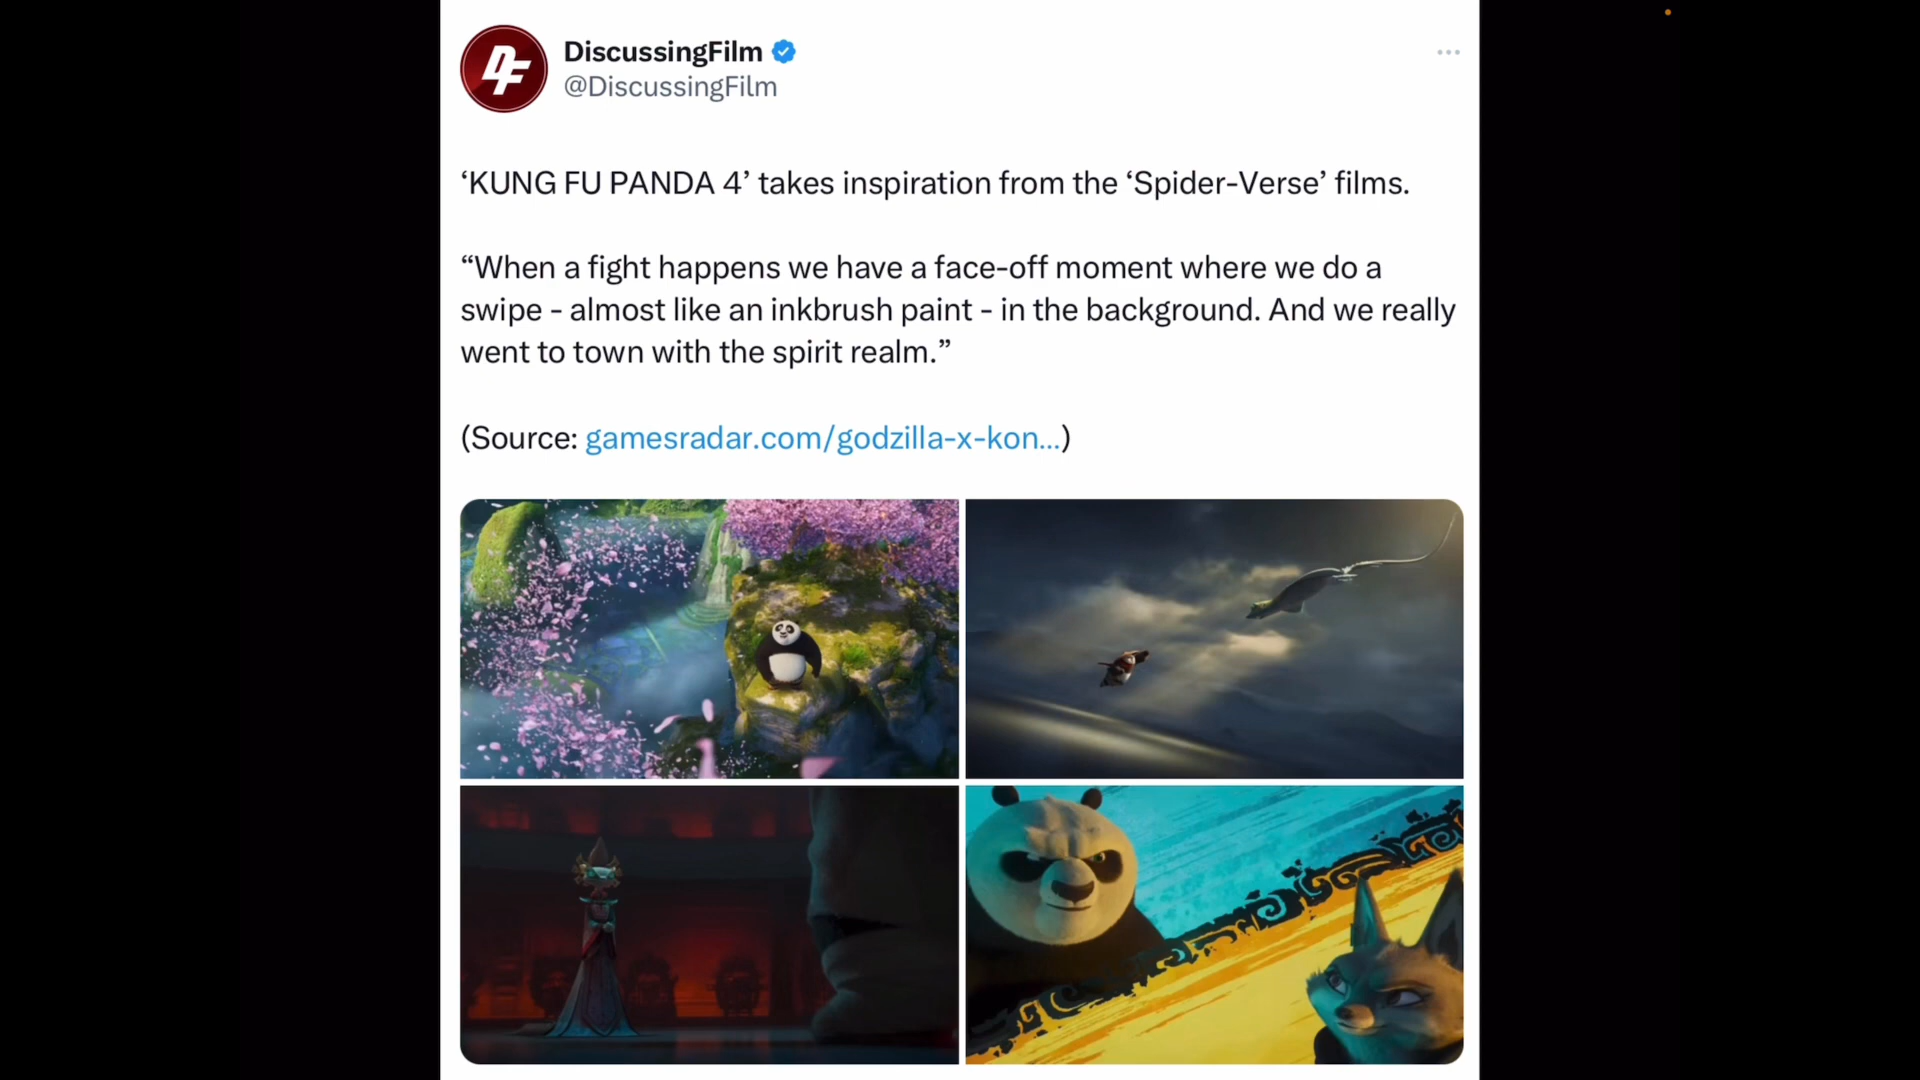 DF
DiscussingFilm
@DiscussingFilm
‘KUNG FU PANDA 4’ takes inspiration from the ‘Spider-Verse’ films.
“When a fight happens we have a face-off moment where we do a
swipe - almost like an inkbrush paint - in the background. And we really
went to town with the spirit realm.”
(Source: gamesradar.com/godzilla-x-kon...)